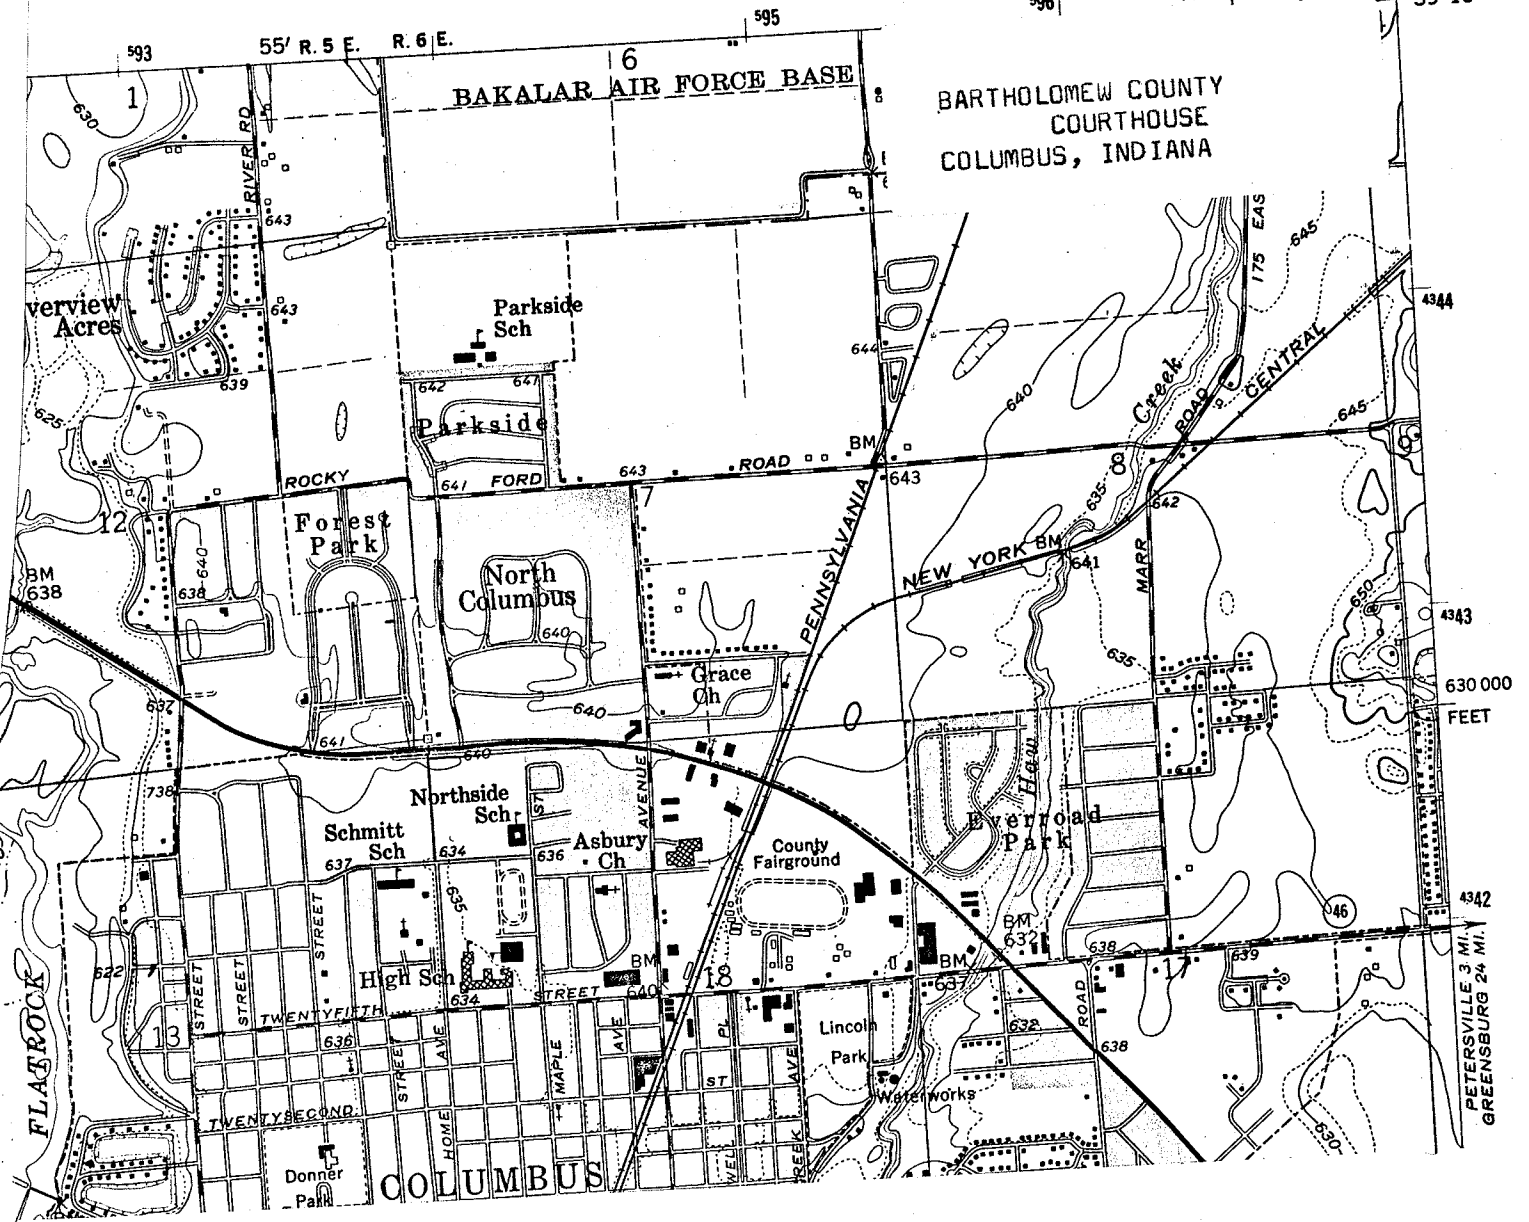 593
55' R. 5 E.
R. 6 E.
595
596
1
6
BAKALAR AIR FORCE BASE
BARTHOLOMEW COUNTY
COURTHOUSE
COLUMBUS, INDIANA
630
RIVER RD
643
175 EAS
645
verview
Acres
643
Parkside
Sch
4344
644
639
642
647
Creek
ROAD
CENTRAL
640
625
Parkside
BM
645
9
ROCKY
641
FORD
643
ROAD
643
8
635
642
12
Forest
Park
7
PENNSYLVANIA
640
BM
638
638
North
Columbus
NEW YORK
BM
641
MARR
650
4343
640
635
Grace
Ch
630 000
FEET
637
640
641
640
738
Northside
Sch
ST
AVENUE
Haw
Schmitt
Sch
Asbury
Ch
County
Fairground
Everroad
Park
637
634
636
4342
46
635
STREET
BM
632
638
622
STREET
STREET
High Sch
BM
640
18
BM
637
17
639
634
STREET
TWENTYFIFTH
FLATROCK
13
636
AVE
AVE
PL
Lincoln
Park
632
ROAD
638
PETERSVILLE 3 MI.
GREENSBURG 24 MI.
STREET
MAPLE
ST
AVE
Waterworks
TWENTYSECOND
HOME
630
Donner
Park
COLUMBUS